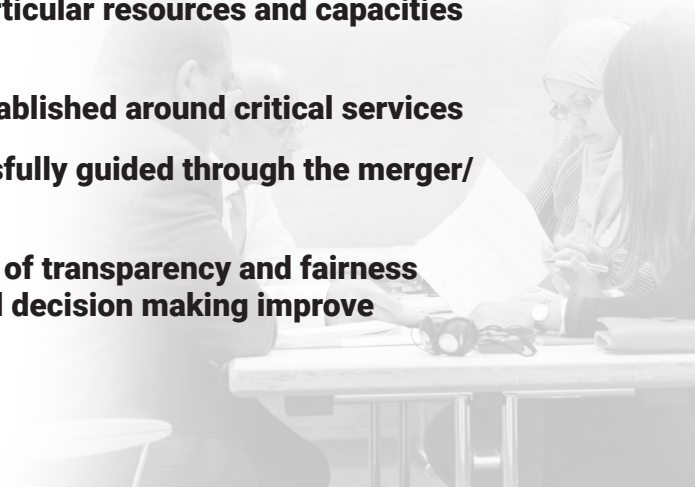 rticular resources and capacities
ablished around critical services
sfully guided through the merger/
of transparency and fairness
l decision making improve